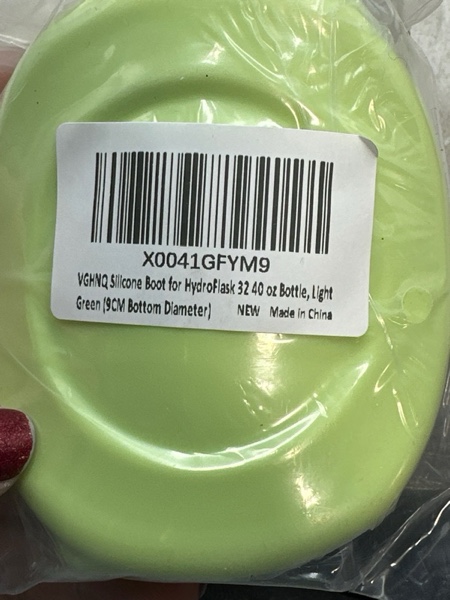 X0041GFYM9
VGHNQ Silicone Boot for HydroFlask 32 40 oz Bottle, Light
Green (9CM Bottom Diameter) NEW Made in China